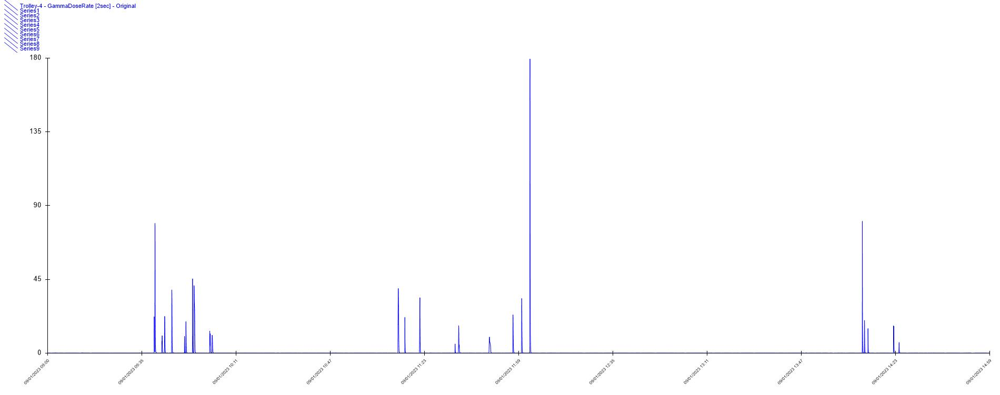 Trolley-4 - GammaDoseRate [2sec] - Original
Series1
Series2
Series3
Series4
Series5
Series6
Series7
Series8
Series9
180
135
90
45
0
09/01/2023 09:00
09/01/2023 09:35
09/01/2023 10:11
09/01/2023 10:47
09/01/2023 11:23
09/01/2023 11:59
09/01/2023 12:35
09/01/2023 13:11
09/01/2023 13:47
09/01/2023 14:23
09/01/2023 14:59